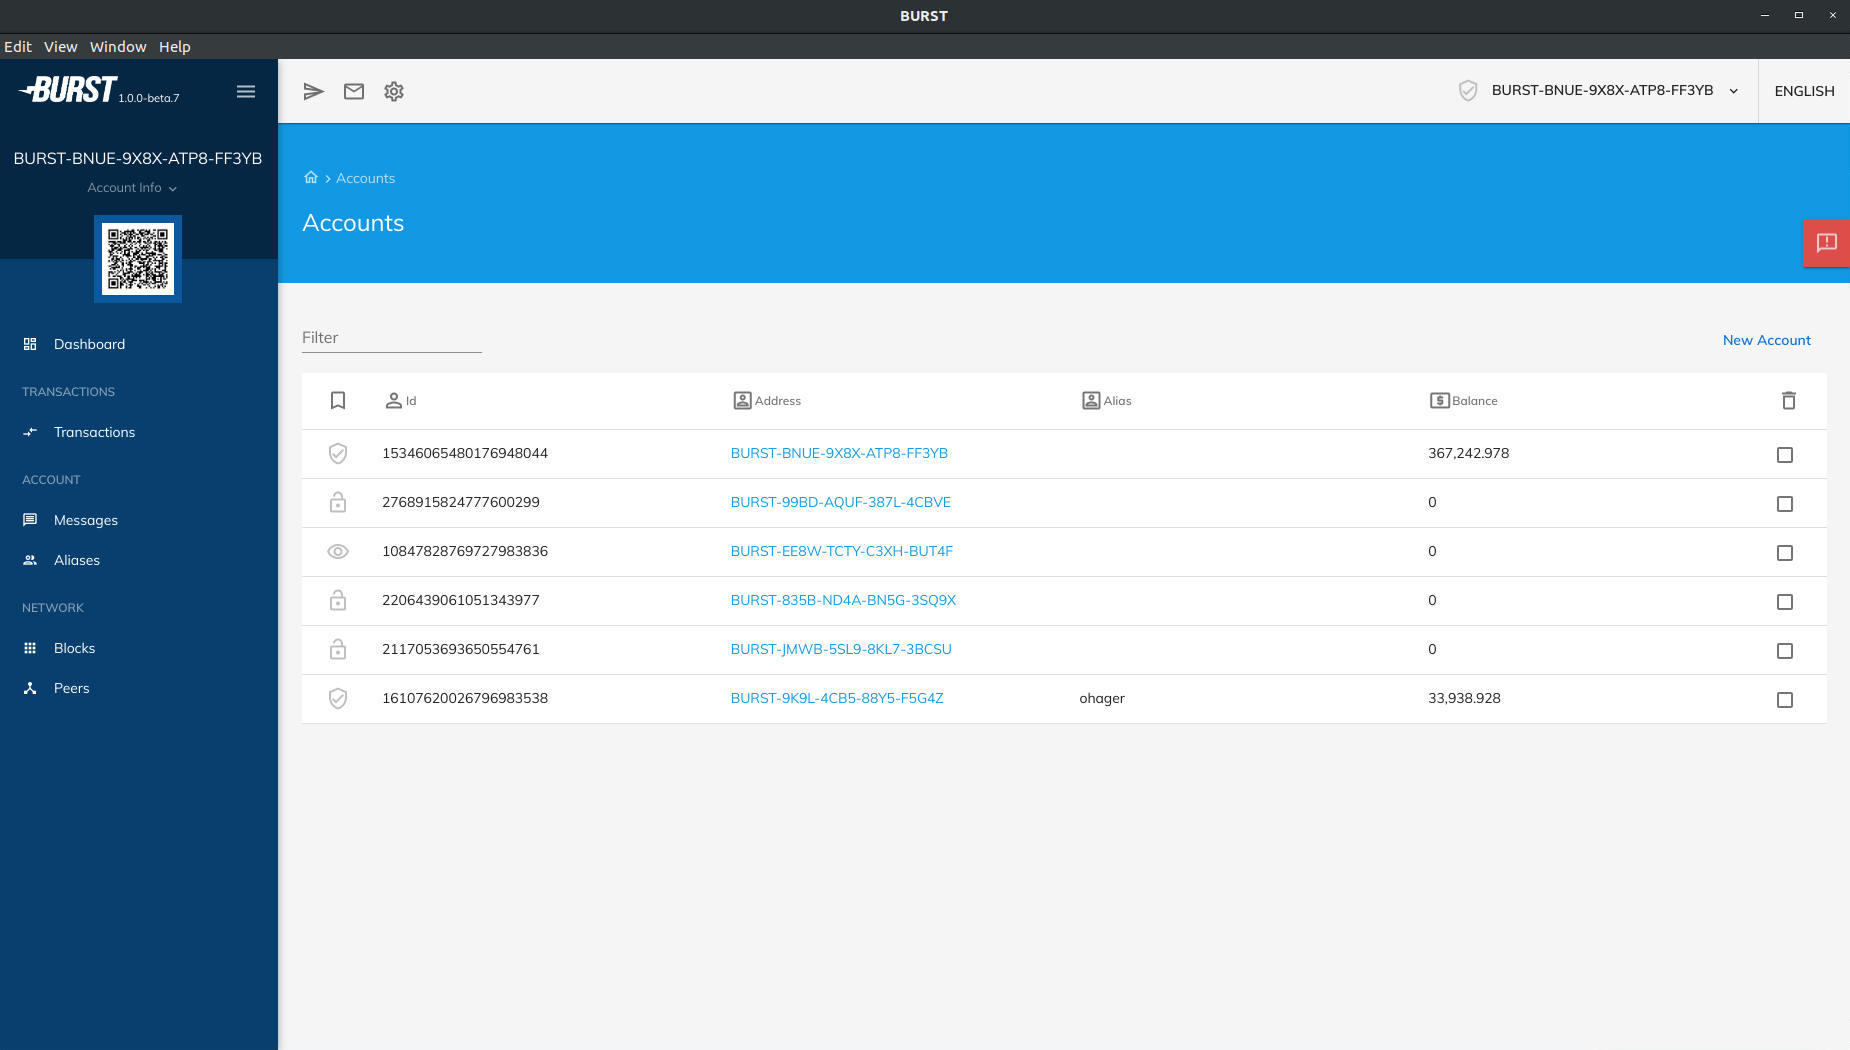 BURST
Edit View Window Help
BURST 1.0.0-beta.7
BURST-BNUE-9X8X-ATP8-FF3YB
ENGLISH
BURST-BNUE-9X8X-ATP8-FF3YB
Account Info
Dashboard
TRANSACTIONS
Transactions
ACCOUNT
Messages
Aliases
NETWORK
Blocks
Peers
Accounts
Accounts
Filter
New Account
Id Address Alias Balance
15346065480176948044 BURST-BNUE-9X8X-ATP8-FF3YB 367,242.978
2768915824777600299 BURST-99BD-AQUF-387L-4CBVE 0
10847828769727983836 BURST-EE8W-TCTY-C3XH-BUT4F 0
2206439061051343977 BURST-835B-ND4A-BN5G-3SQ9X 0
2117053693650554761 BURST-JMWB-5SL9-8KL7-3BCSU 0
16107620026796983538 BURST-9K9L-4CB5-88Y5-F5G4Z ohager 33,938.928